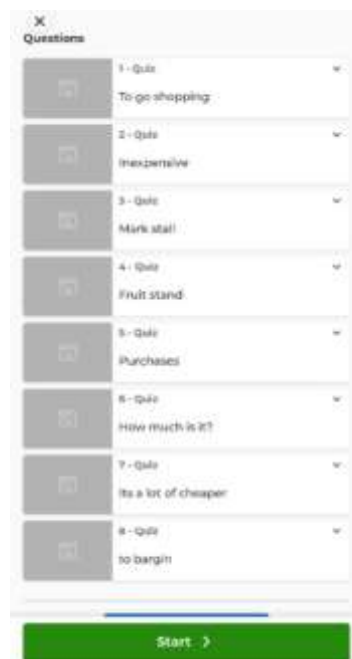 Questions
1 - Quiz
To go shopping
2 - Quiz
Inexpensive
3 - Quiz
Mark stall
4 - Quiz
Fruit stand
5 - Quiz
Purchases
6 - Quiz
How much is it?
7 - Quiz
Its a lot of cheaper
8 - Quiz
to bargin
Start